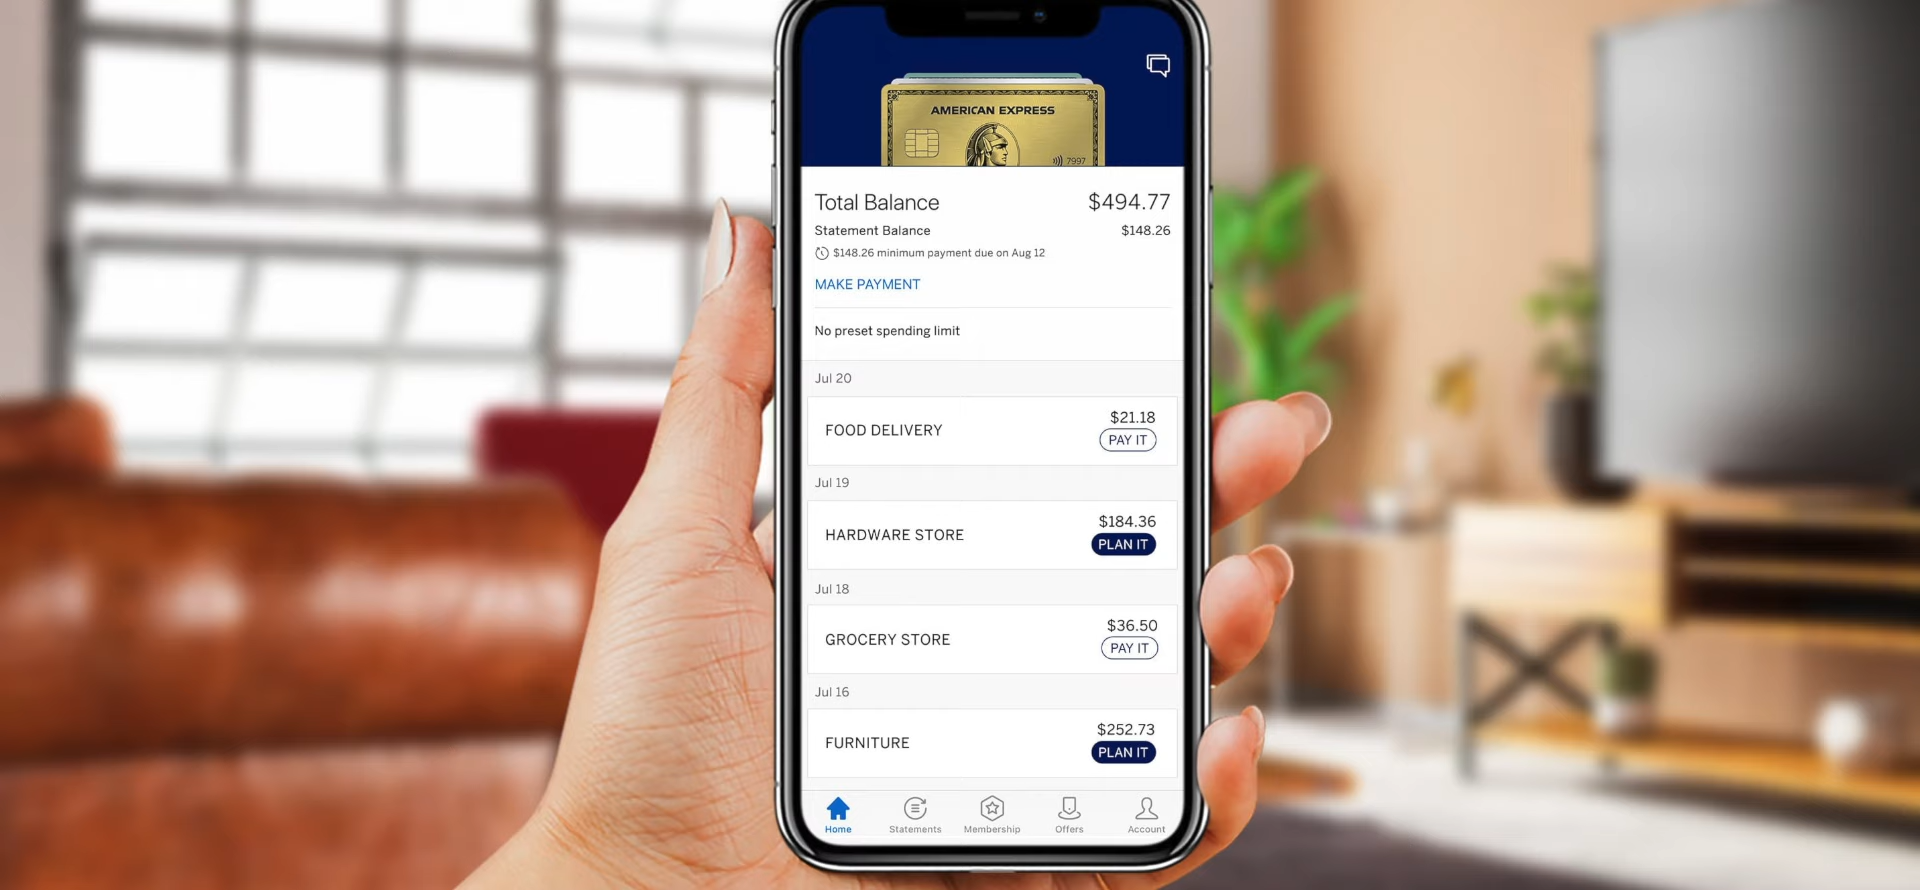 AMERICAN EXPRESS
7997
Total Balance $494.77
Statement Balance $148.26
$148.26 minimum payment due on Aug 12
MAKE PAYMENT
No preset spending limit
Jul 20
FOOD DELIVERY $21.18
PAY IT
Jul 19
HARDWARE STORE $184.36
PLAN IT
Jul 18
GROCERY STORE $36.50
PAY IT
Jul 16
FURNITURE $252.73
PLAN IT
Home Statements Membership Offers Account